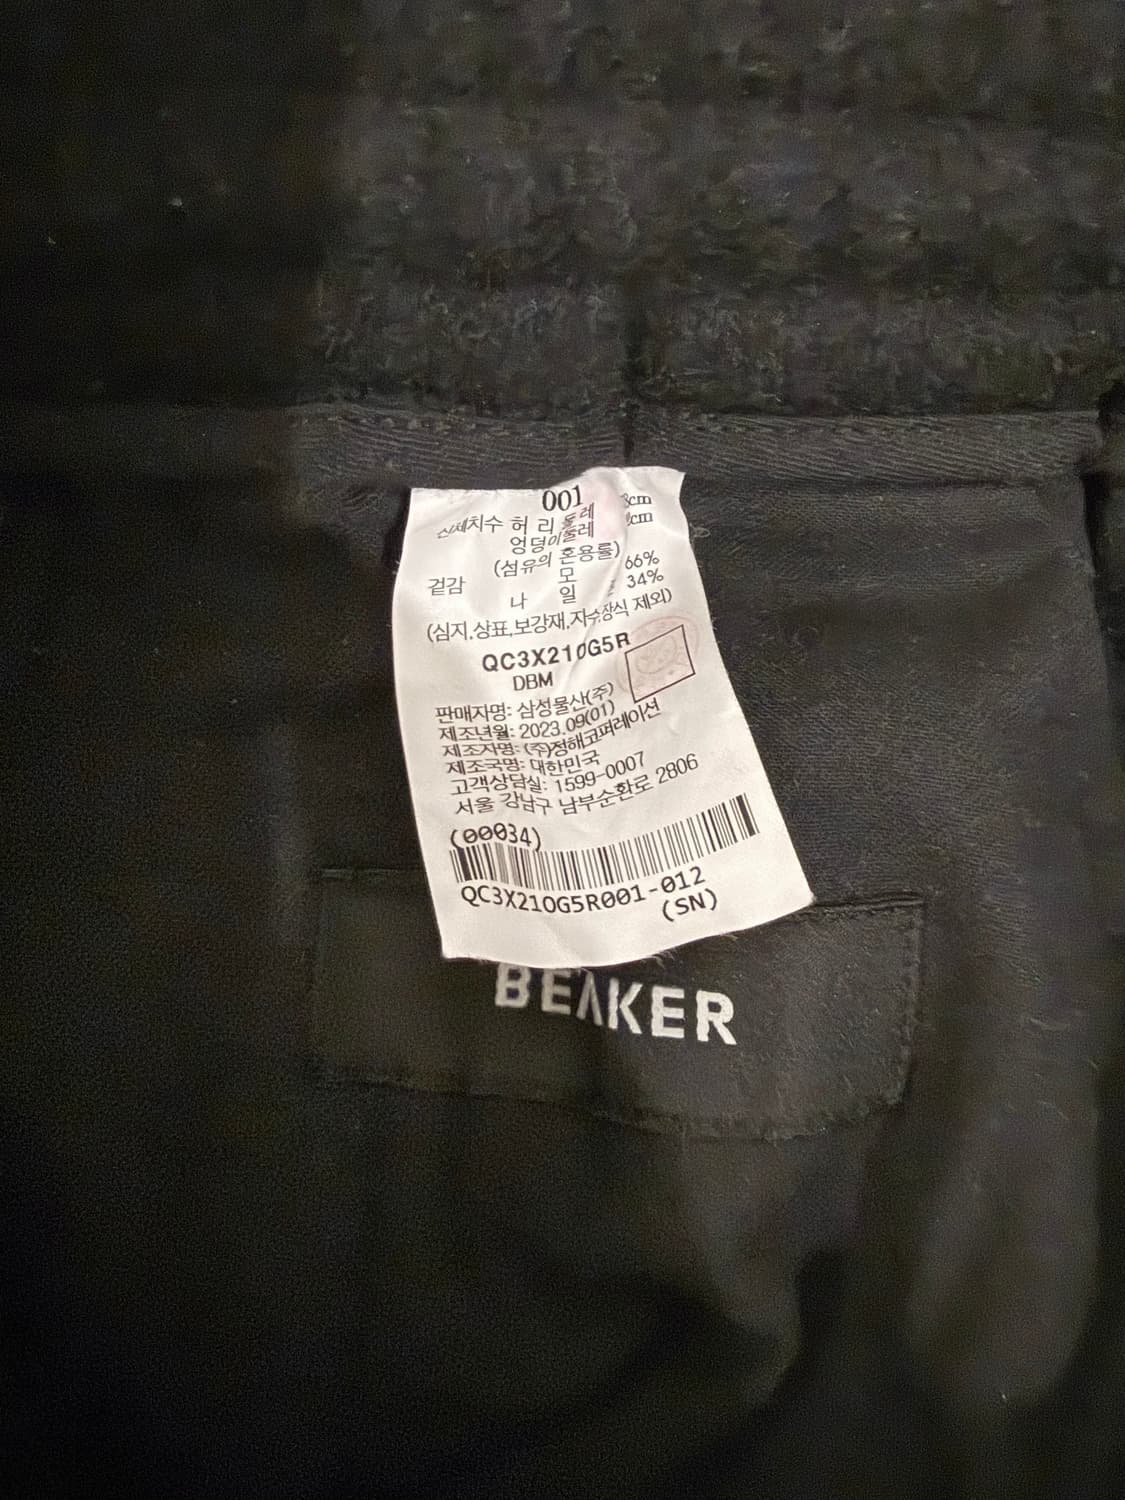 001
신체치수 허 리 둘 레 cm
엉덩이둘레 cm
(섬유의 혼용률)
겉감 모 66%
나 일 34%
(심지,상표,보강재,자수,장식 제외)
QC3X210G5R
DBM
판매자명: 삼성물산(주)
제조년월: 2023.09(01)
제조자명: (주)정해코퍼레이션
제조국명: 대한민국
고객상담실: 1599-0007
서울 강남구 남부순환로 2806
(00034)
QC3X210G5R001-012
(SN)
BEAKER